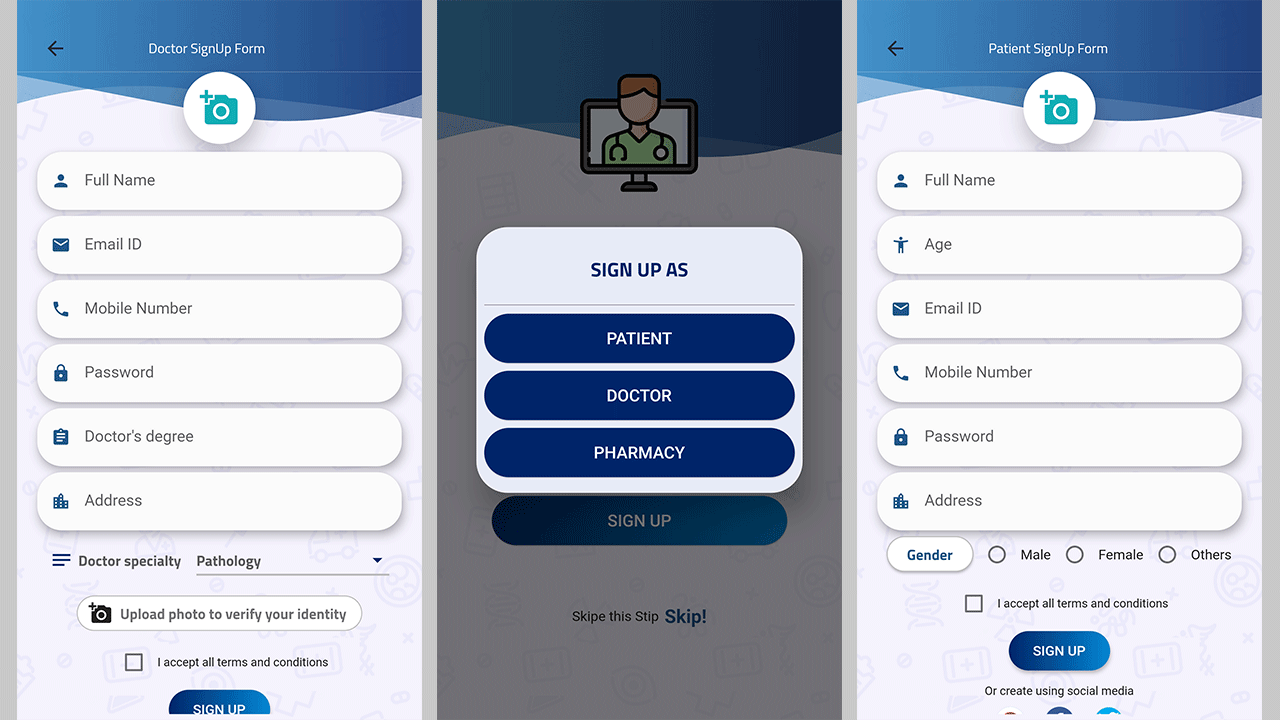 Doctor SignUp Form
Full Name
Email ID
Mobile Number
Password
Doctor's degree
Address
Doctor specialty Pathology
Upload photo to verify your identity
I accept all terms and conditions
SIGN UP
SIGN UP AS
PATIENT
DOCTOR
PHARMACY
SIGN UP
Skipe this Stip Skip!
Patient SignUp Form
Full Name
Age
Email ID
Mobile Number
Password
Address
Gender Male Female Others
I accept all terms and conditions
SIGN UP
Or create using social media